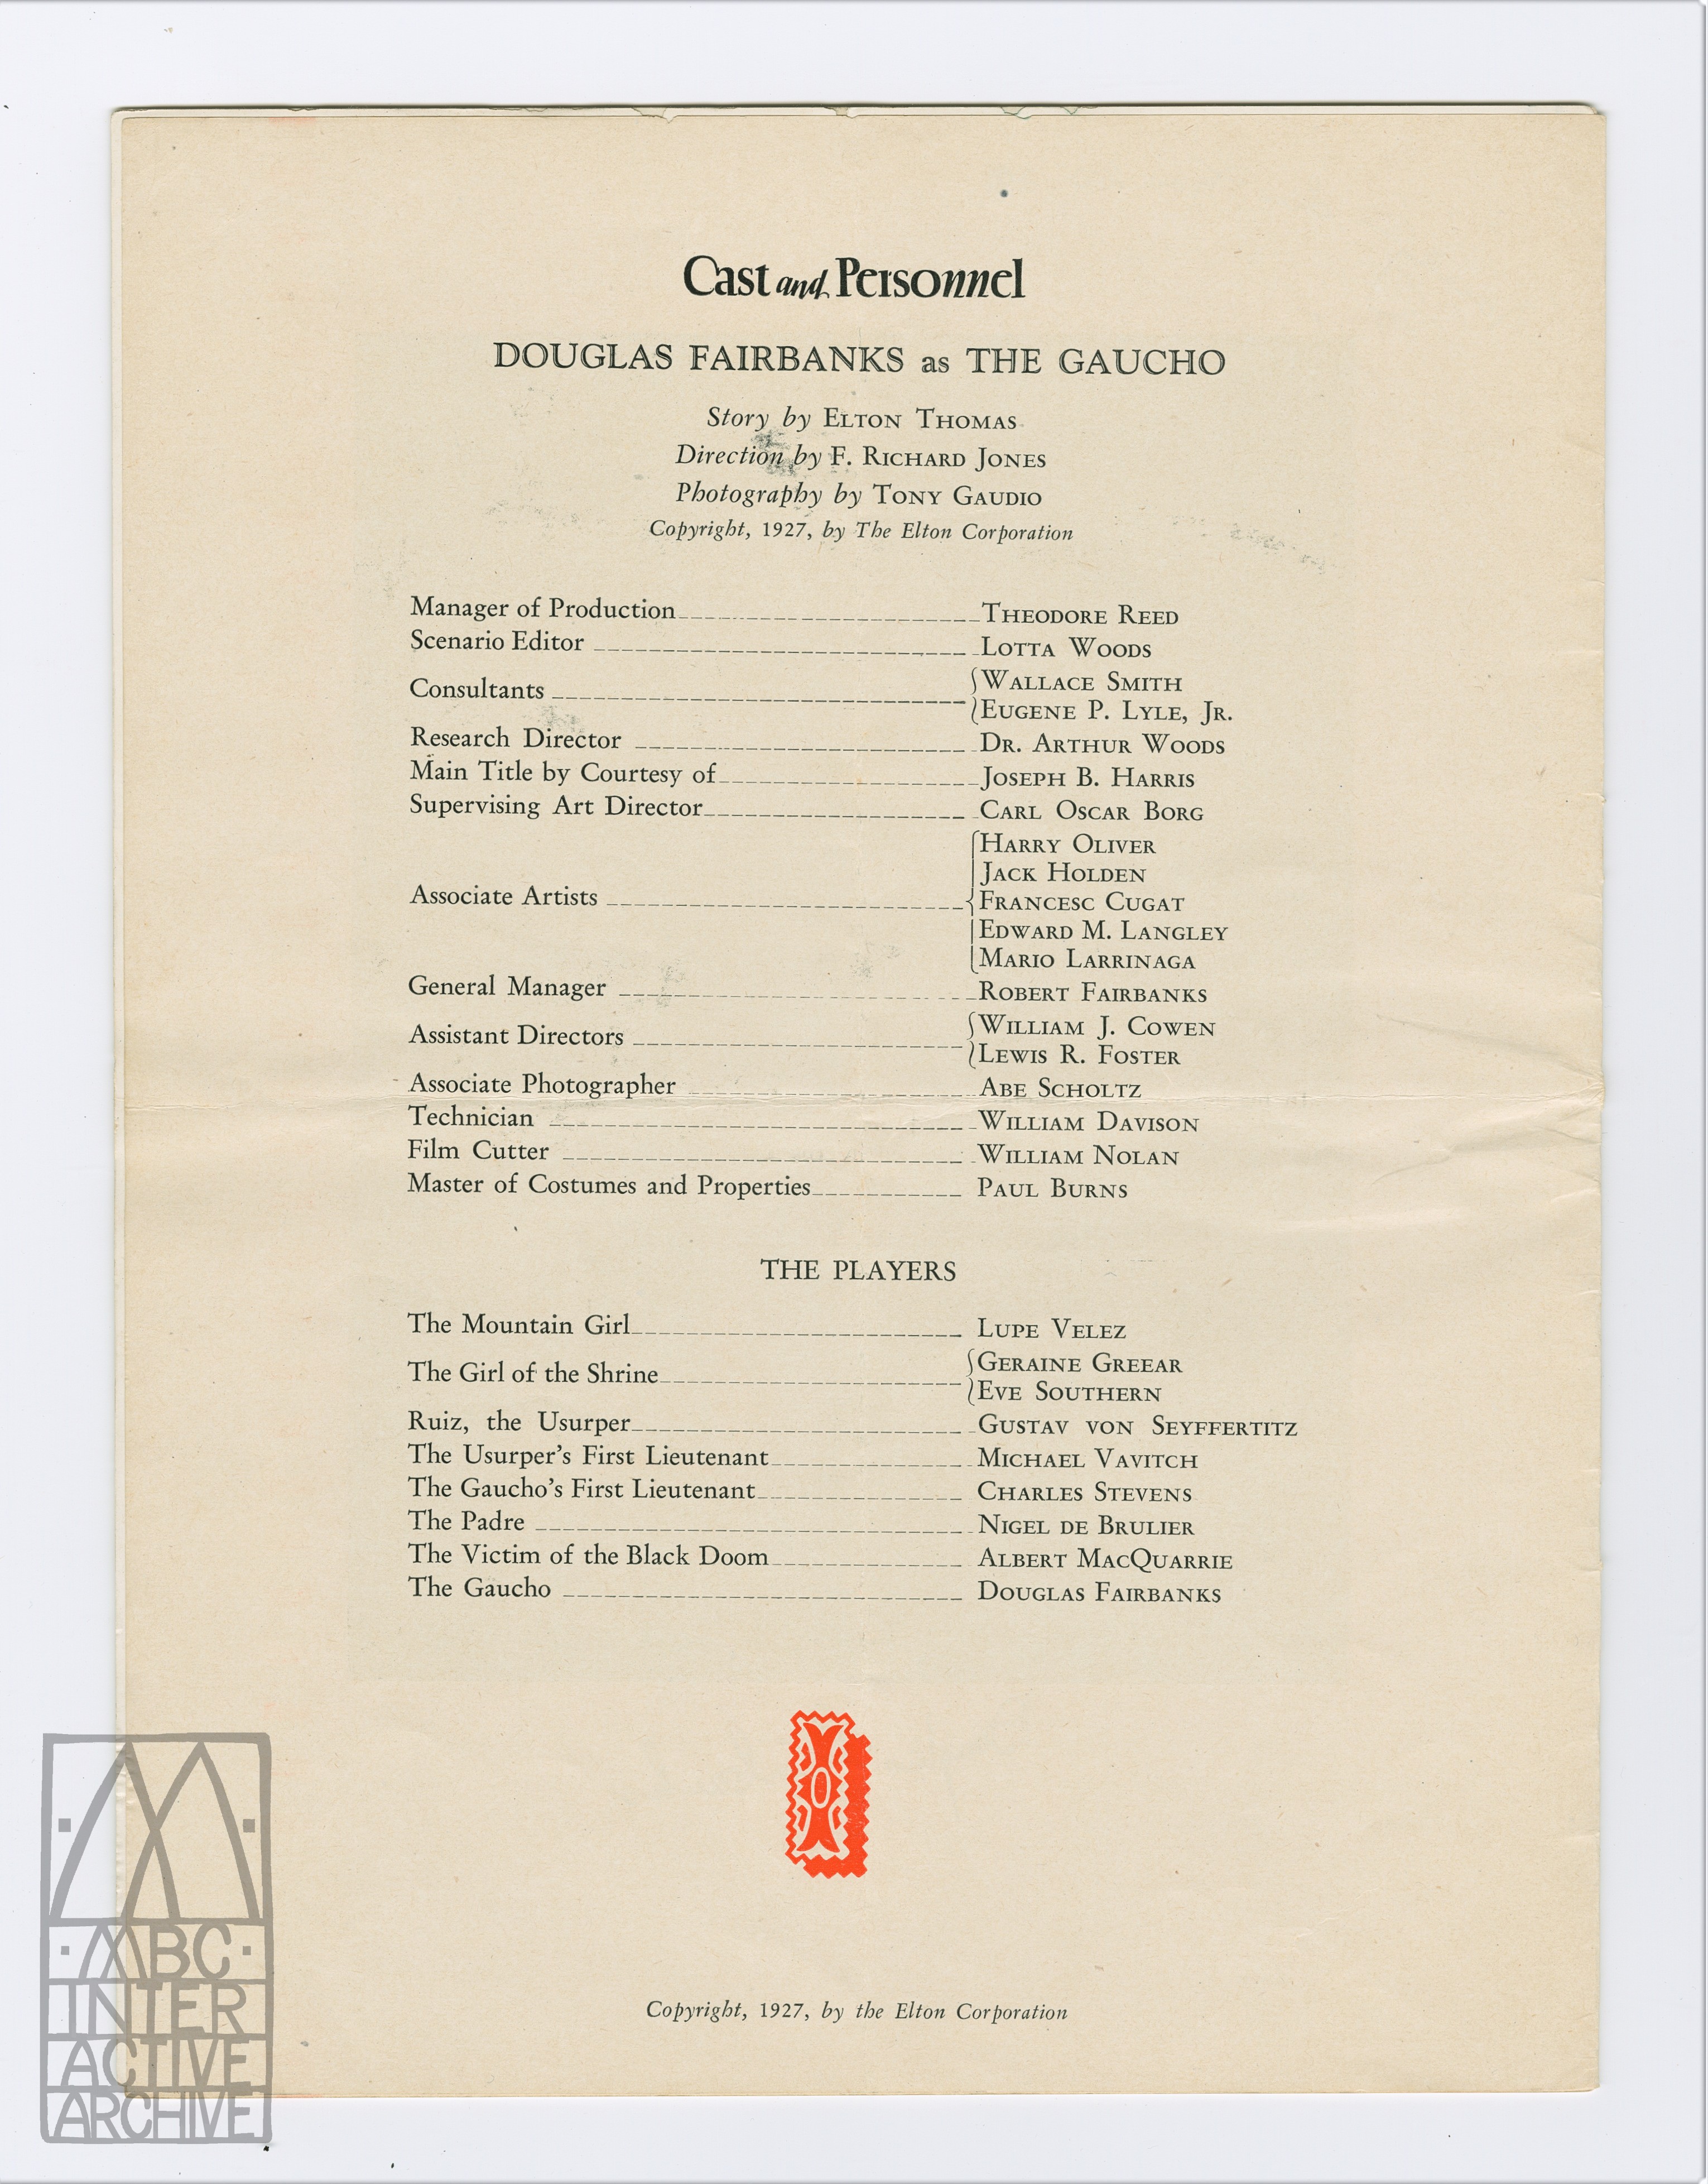 Cast and Personnel
DOUGLAS FAIRBANKS as THE GAUCHO
Story by ELTON THOMAS
Direction by F. RICHARD JONES
Photography by TONY GAUDIO
Copyright, 1927, by The Elton Corporation
Manager of Production THEODORE REED
Scenario Editor LOTTA WOODS
Consultants WALLACE SMITH
EUGENE P. LYLE, JR.
Research Director DR. ARTHUR WOODS
Main Title by Courtesy of JOSEPH B. HARRIS
Supervising Art Director CARL OSCAR BORG
HARRY OLIVER
JACK HOLDEN
Associate Artists FRANCESC CUGAT
EDWARD M. LANGLEY
MARIO LARRINAGA
General Manager ROBERT FAIRBANKS
Assistant Directors WILLIAM J. COWEN
LEWIS R. FOSTER
Associate Photographer ABE SCHOLTZ
Technician WILLIAM DAVISON
Film Cutter WILLIAM NOLAN
Master of Costumes and Properties PAUL BURNS
THE PLAYERS
The Mountain Girl LUPE VELEZ
The Girl of the Shrine GERAINE GREEAR
EVE SOUTHERN
Ruiz, the Usurper GUSTAV VON SEYFFERTITZ
The Usurper's First Lieutenant MICHAEL VAVITCH
The Gaucho's First Lieutenant CHARLES STEVENS
The Padre NIGEL DE BRULIER
The Victim of the Black Doom ALBERT MACQUARRIE
The Gaucho DOUGLAS FAIRBANKS
Copyright, 1927, by the Elton Corporation
ABC
INTER
ACTIVE
ARCHIVE